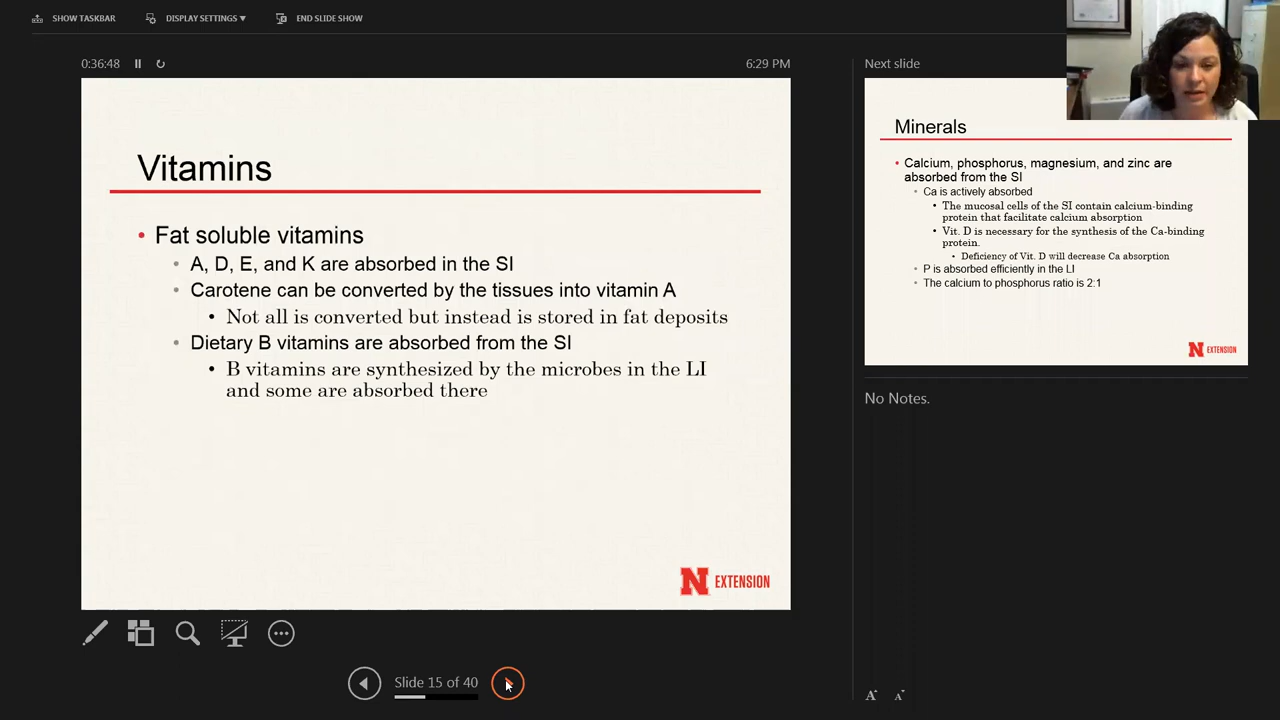 SHOW TASKBAR
DISPLAY SETTINGS ▾
END SLIDE SHOW
0:36:48
6:29 PM
Vitamins
• Fat soluble vitamins
• A, D, E, and K are absorbed in the SI
• Carotene can be converted by the tissues into vitamin A
• Not all is converted but instead is stored in fat deposits
• Dietary B vitamins are absorbed from the SI
• B vitamins are synthesized by the microbes in the LI
and some are absorbed there
N EXTENSION
Slide 15 of 40
Next slide
Minerals
• Calcium, phosphorus, magnesium, and zinc are
absorbed from the SI
• Ca is actively absorbed
• The mucosal cells of the SI contain calcium-binding
protein that facilitate calcium absorption
• Vit. D is necessary for the synthesis of the Ca-binding
protein.
• Deficiency of Vit. D will decrease Ca absorption
• P is absorbed efficiently in the LI
• The calcium to phosphorus ratio is 2:1
N EXTENSION
No Notes.
A A